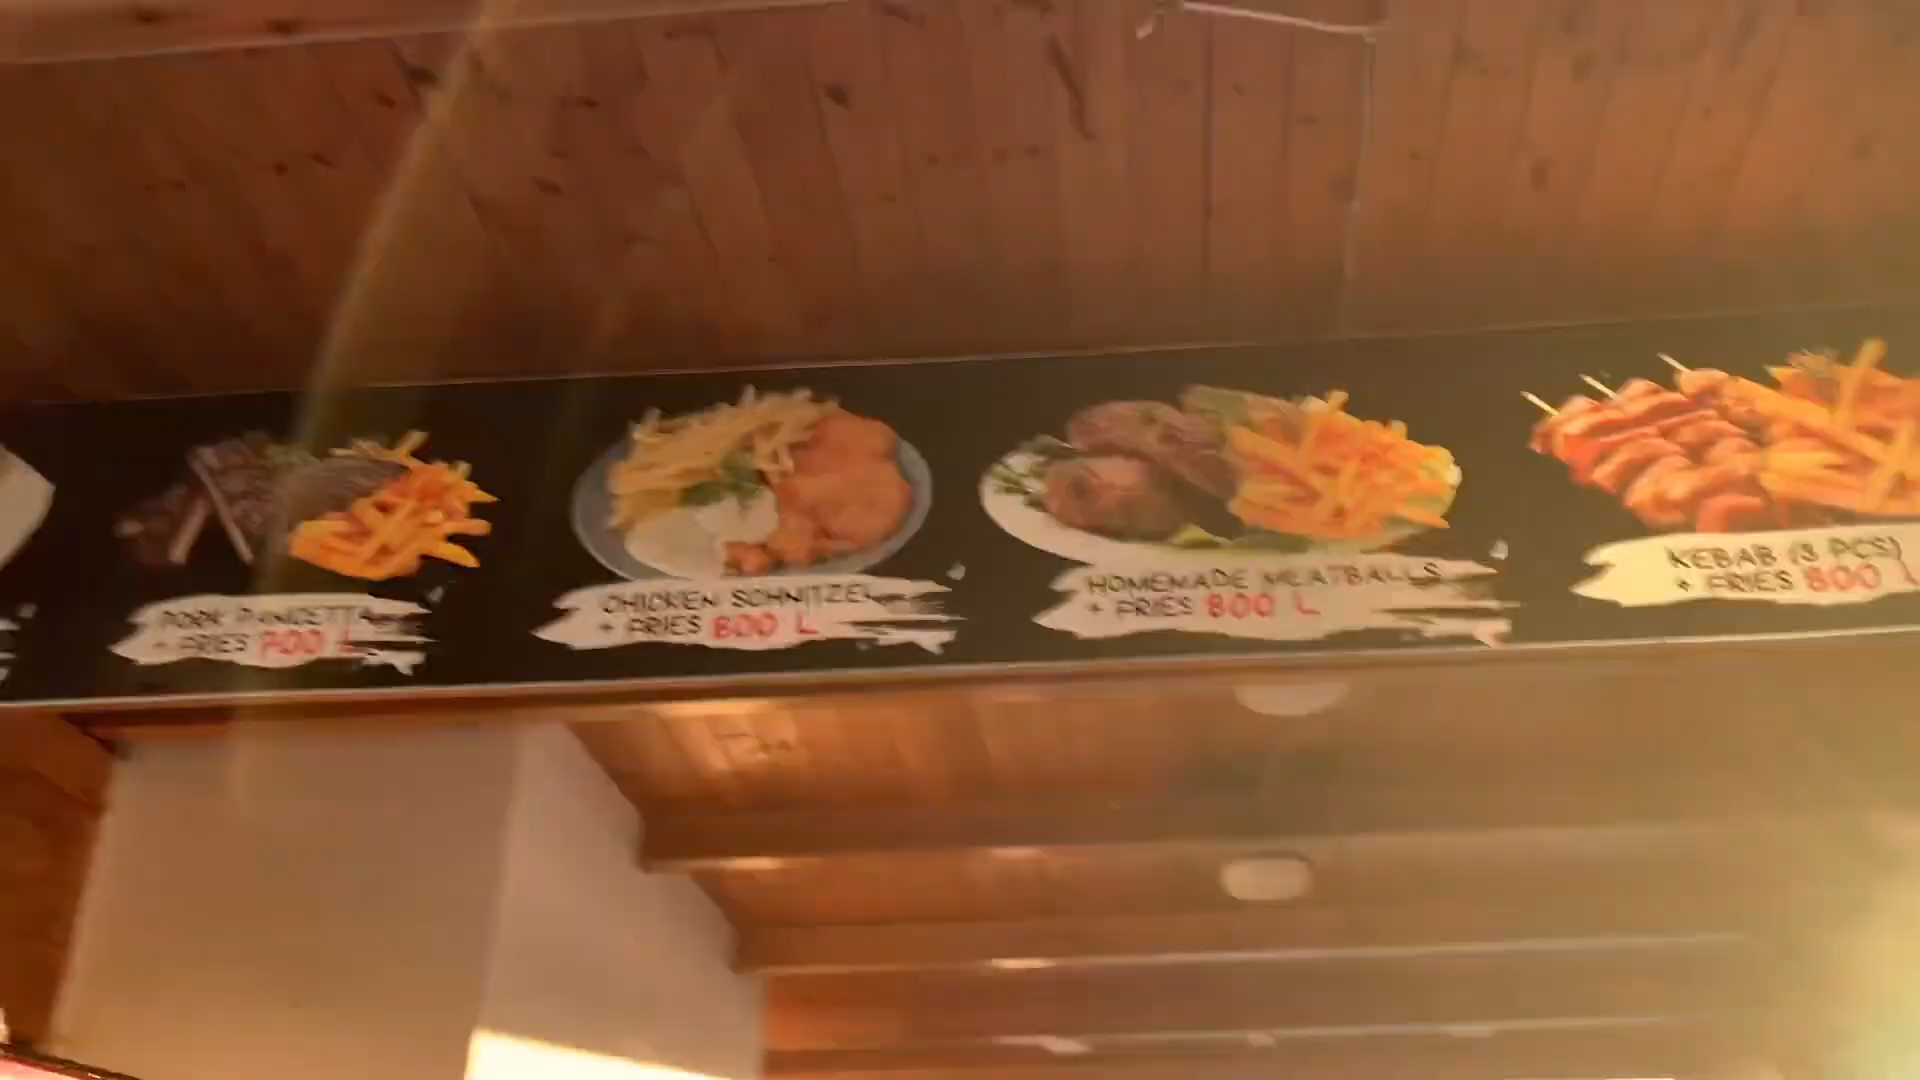 PORK PANCETTA
+ FRIES 700 L
CHICKEN SCHNITZEL
+ FRIES 800 L
HOMEMADE MEATBALLS
+ FRIES 800 L
KEBAB (3 PCS)
+ FRIES 800 L